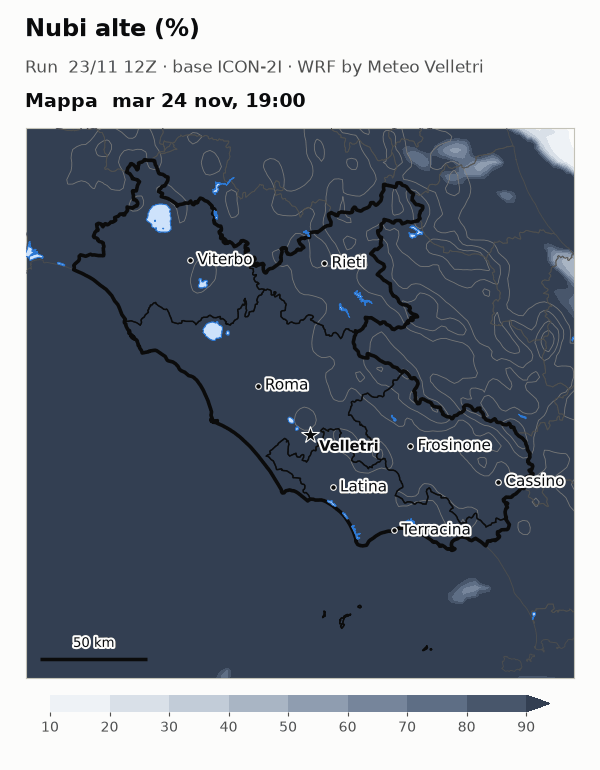 Nubi alte (%)
Run  23/11 12Z · base ICON-2I · WRF by Meteo Velletri
Mappa  mar 24 nov, 19:00
Viterbo
Rieti
Roma
Velletri
Frosinone
Latina
Cassino
Terracina
50 km
10 20 30 40 50 60 70 80 90